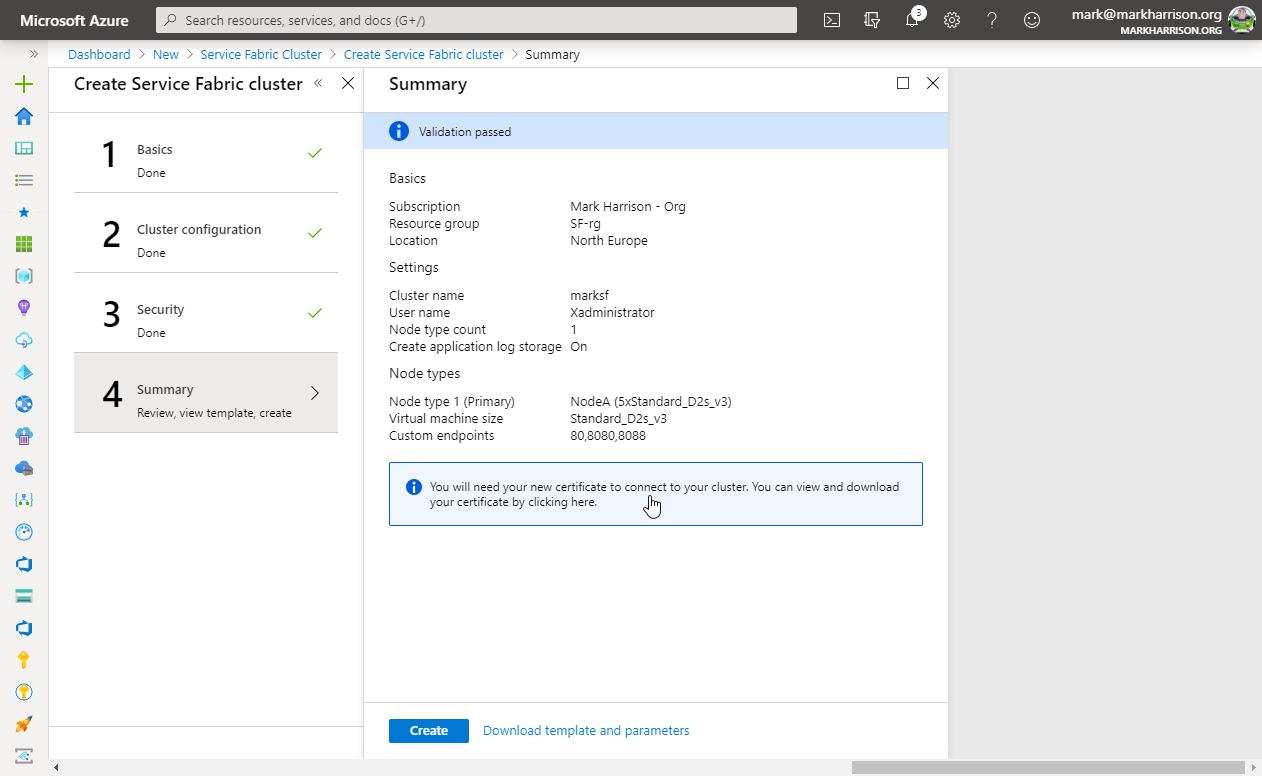 Microsoft Azure
Search resources, services, and docs (G+/)
3
mark@markharrison.org
MARKHARRISON.ORG
Dashboard > New > Service Fabric Cluster > Create Service Fabric cluster > Summary
Create Service Fabric cluster
1
Basics
Done
2
Cluster configuration
Done
3
Security
Done
4
Summary
Review, view template, create
Summary
Validation passed
Basics
Subscription Mark Harrison - Org
Resource group SF-rg
Location North Europe
Settings
Cluster name marksf
User name Xadministrator
Node type count 1
Create application log storage On
Node types
Node type 1 (Primary) NodeA (5xStandard_D2s_v3)
Virtual machine size Standard_D2s_v3
Custom endpoints 80,8080,8088
You will need your new certificate to connect to your cluster. You can view and download
your certificate by clicking here.
Create
Download template and parameters